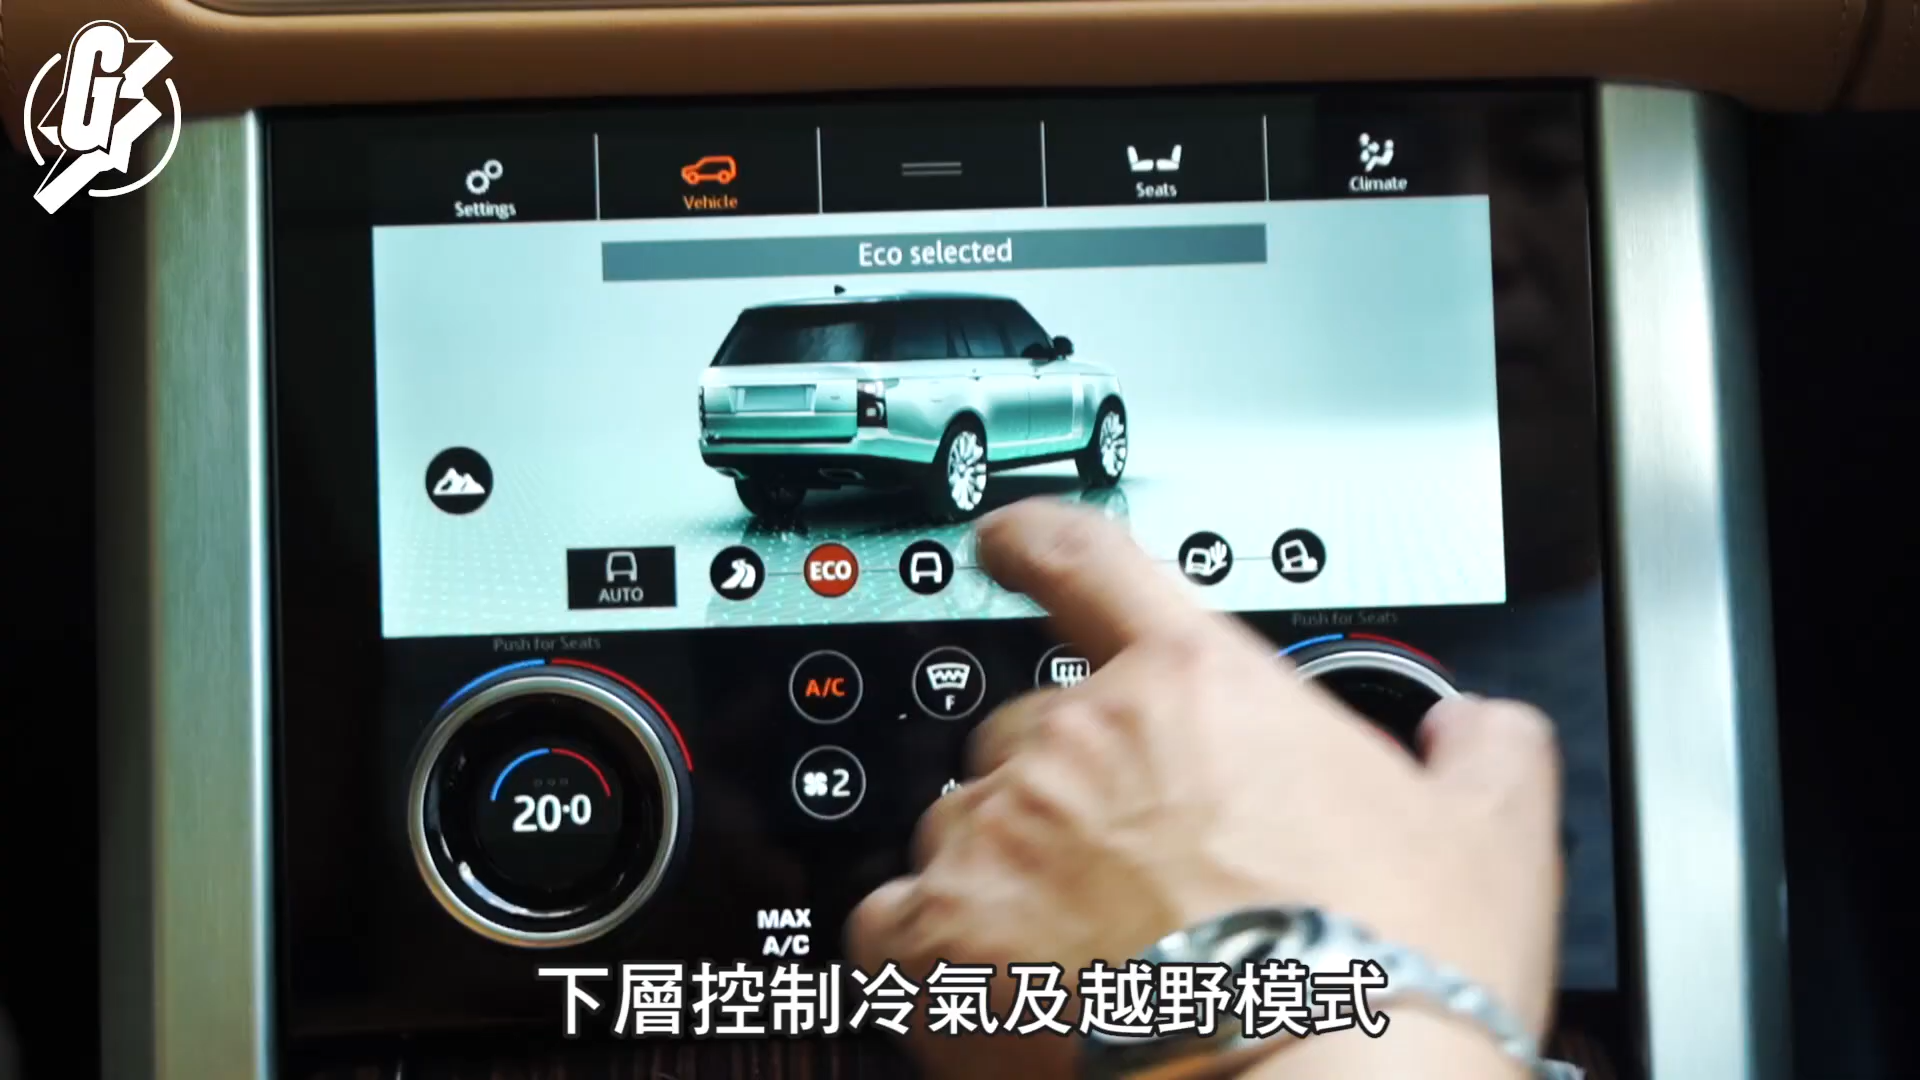 G
Settings
Vehicle
Seats
Climate
Eco selected
AUTO
ECO
Push for Seats
Push for Seats
A/C
F
20·0
2
MAX
A/C
下層控制冷氣及越野模式